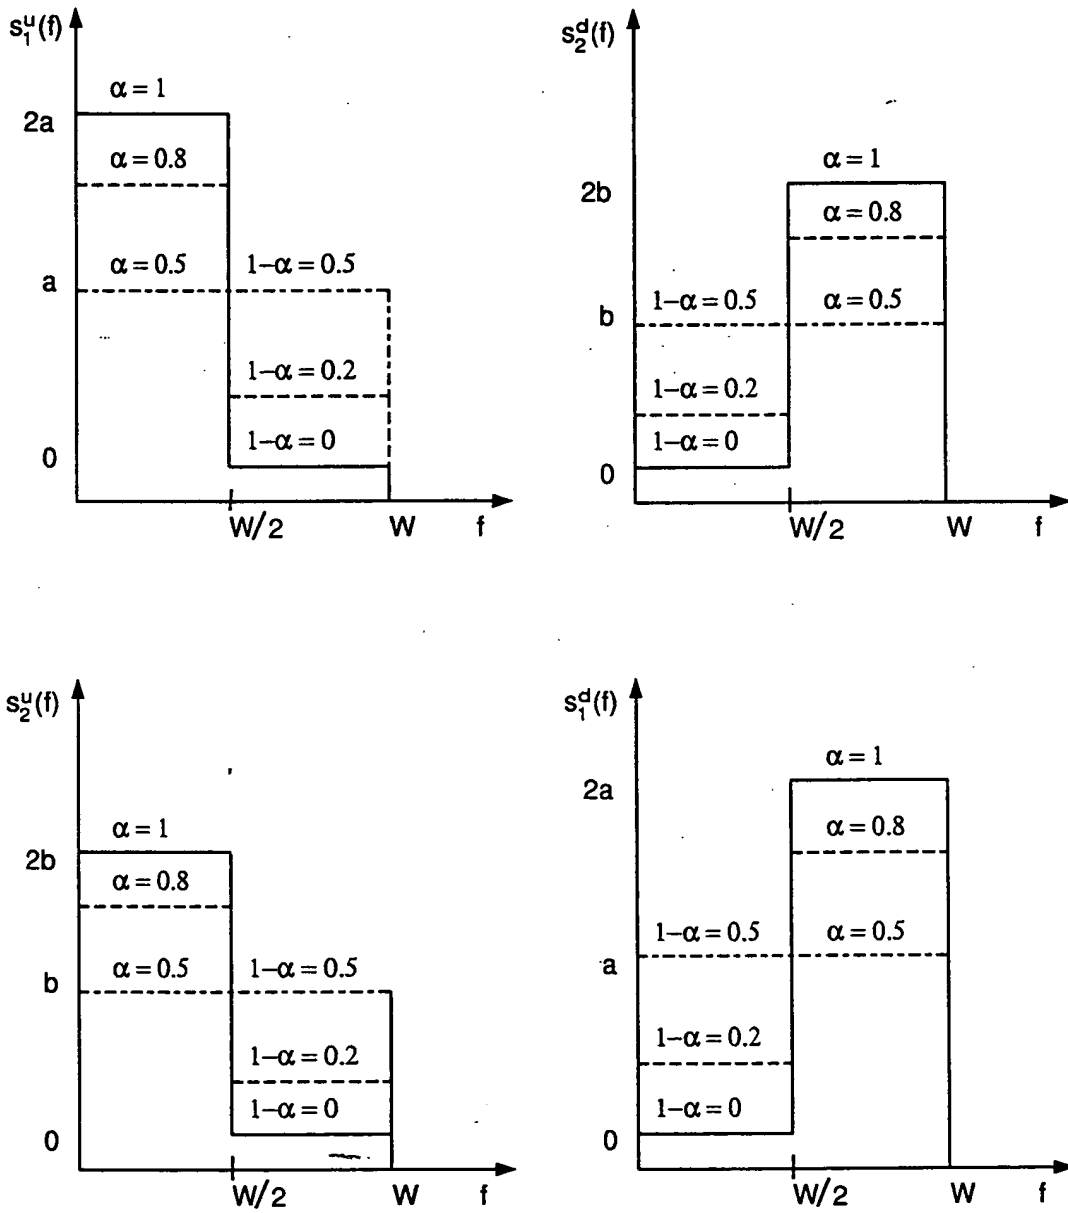 s₁ᵘ(f)
α = 1
2a
α = 0.8
α = 0.5
1–α = 0.5
a
1–α = 0.2
1–α = 0
0
W/2
W
f
s₂ᵈ(f)
α = 1
2b
α = 0.8
1–α = 0.5
α = 0.5
b
1–α = 0.2
1–α = 0
0
W/2
W
f
s₂ᵘ(f)
α = 1
2b
α = 0.8
α = 0.5
1–α = 0.5
b
1–α = 0.2
1–α = 0
0
W/2
W
f
s₁ᵈ(f)
α = 1
2a
α = 0.8
1–α = 0.5
α = 0.5
a
1–α = 0.2
1–α = 0
0
W/2
W
f